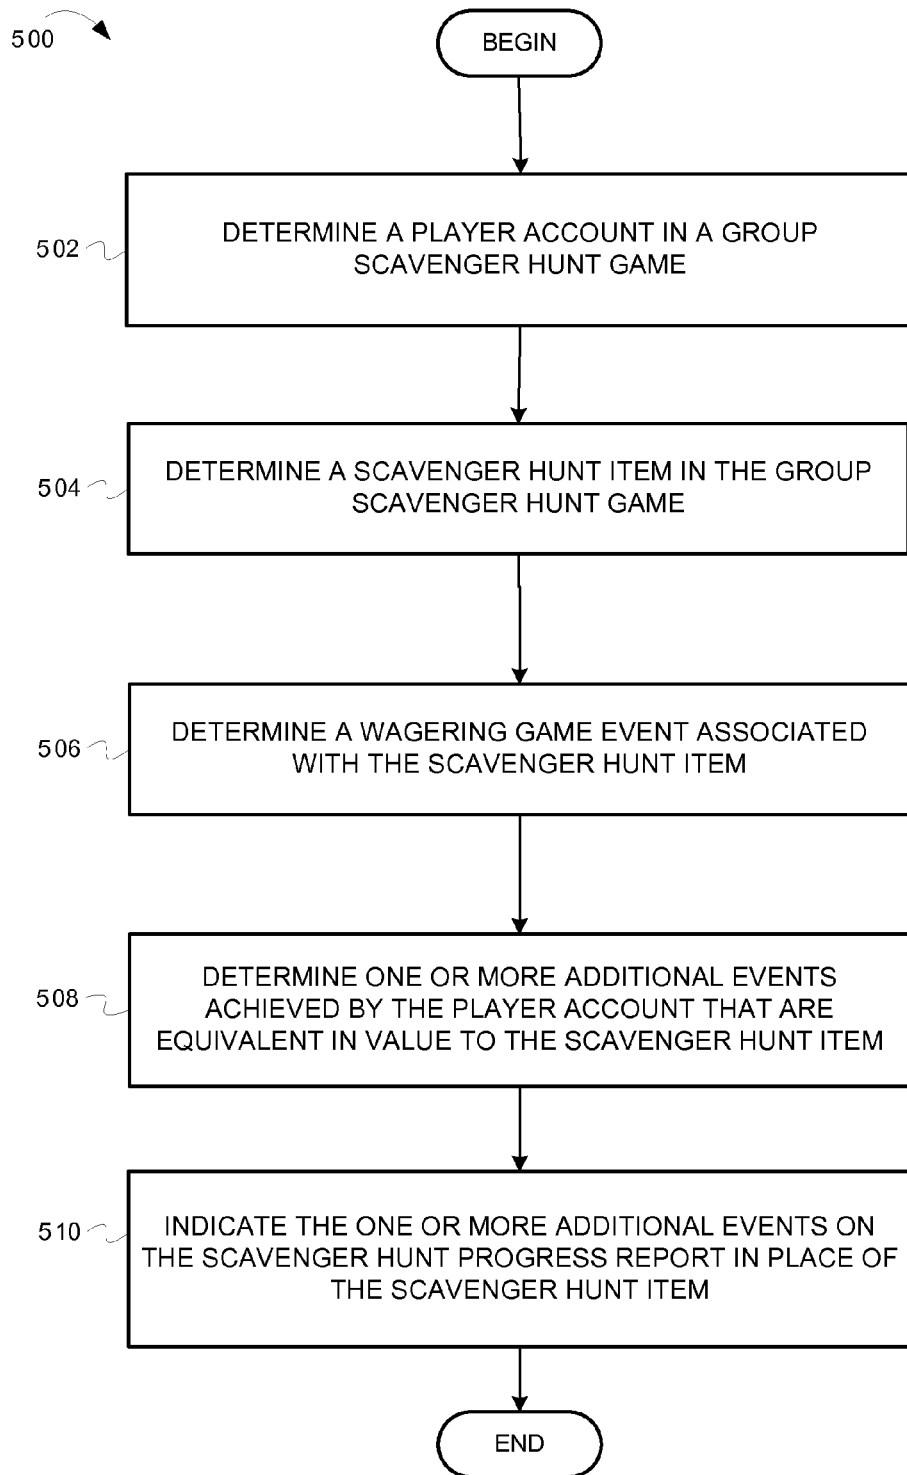 500
BEGIN
502
DETERMINE A PLAYER ACCOUNT IN A GROUP
SCAVENGER HUNT GAME
504
DETERMINE A SCAVENGER HUNT ITEM IN THE GROUP
SCAVENGER HUNT GAME
506
DETERMINE A WAGERING GAME EVENT ASSOCIATED
WITH THE SCAVENGER HUNT ITEM
508
DETERMINE ONE OR MORE ADDITIONAL EVENTS
ACHIEVED BY THE PLAYER ACCOUNT THAT ARE
EQUIVALENT IN VALUE TO THE SCAVENGER HUNT ITEM
510
INDICATE THE ONE OR MORE ADDITIONAL EVENTS ON
THE SCAVENGER HUNT PROGRESS REPORT IN PLACE OF
THE SCAVENGER HUNT ITEM
END